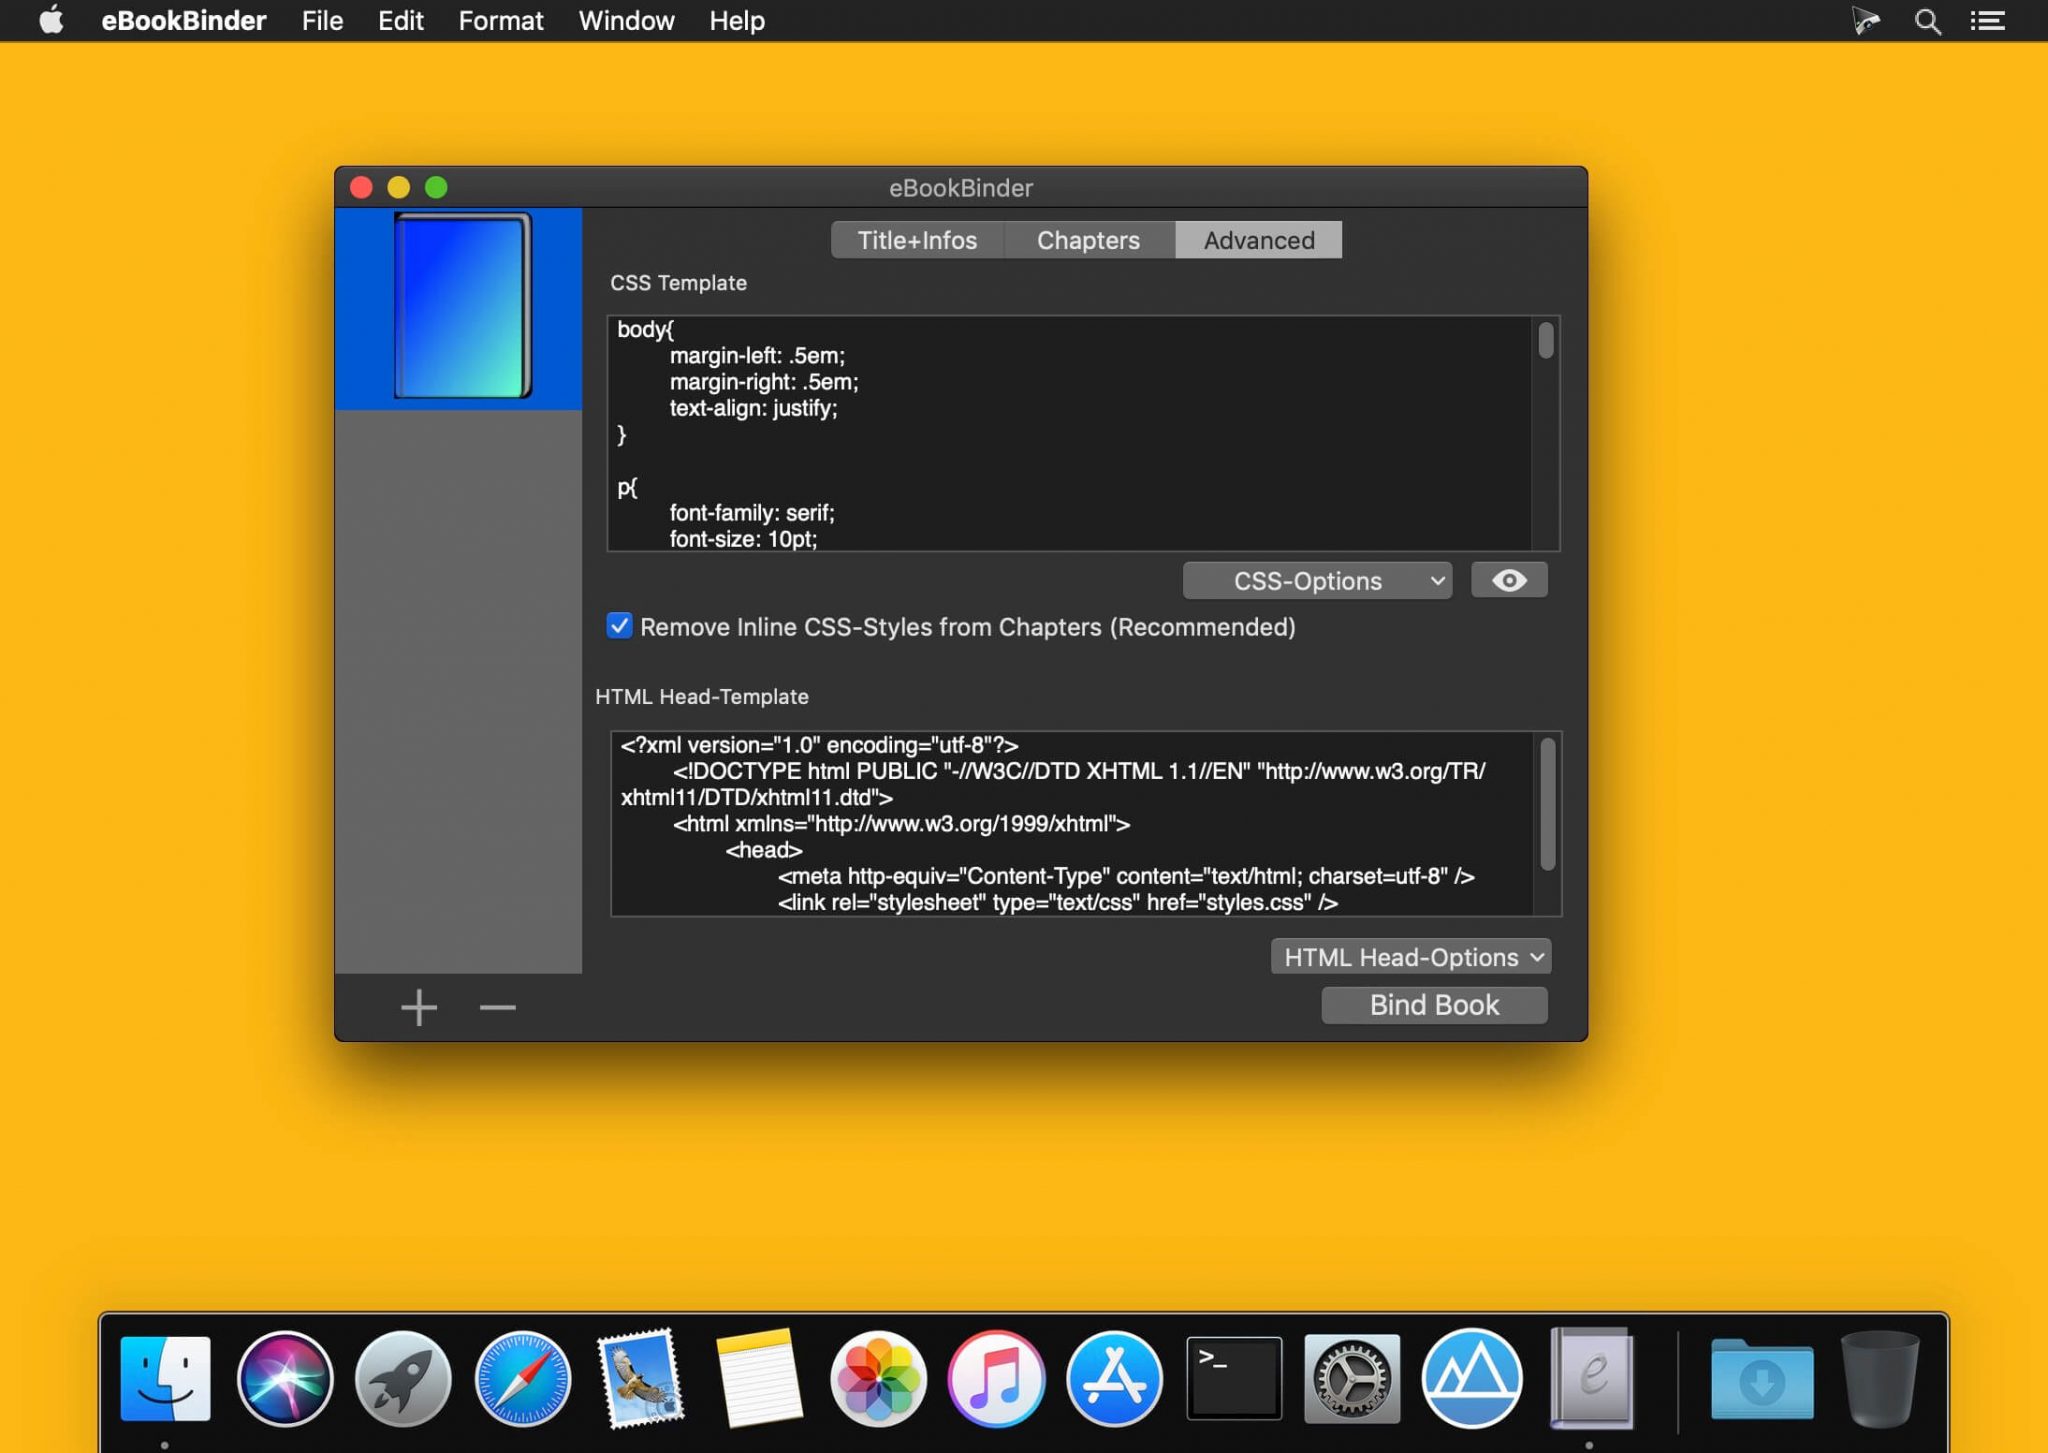 eBookBinder File Edit Format Window Help
eBookBinder
Title+Infos Chapters Advanced
CSS Template
body{
margin-left: .5em;
margin-right: .5em;
text-align: justify;
}
p{
font-family: serif;
font-size: 10pt;
CSS-Options
Remove Inline CSS-Styles from Chapters (Recommended)
HTML Head-Template
<?xml version="1.0" encoding="utf-8"?>
<!DOCTYPE html PUBLIC "-//W3C//DTD XHTML 1.1//EN" "http://www.w3.org/TR/
xhtml11/DTD/xhtml11.dtd">
<html xmlns="http://www.w3.org/1999/xhtml">
<head>
<meta http-equiv="Content-Type" content="text/html; charset=utf-8" />
<link rel="stylesheet" type="text/css" href="styles.css" />
HTML Head-Options
Bind Book
>_
e